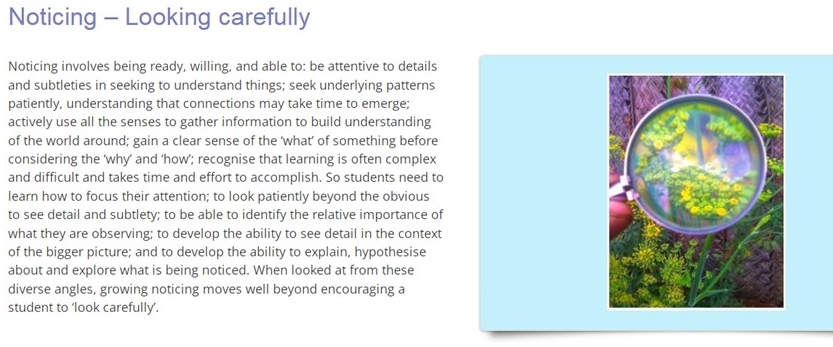 Noticing – Looking carefully
Noticing involves being ready, willing, and able to: be attentive to details
and subtleties in seeking to understand things; seek underlying patterns
patiently, understanding that connections may take time to emerge;
actively use all the senses to gather information to build understanding
of the world around; gain a clear sense of the ‘what’ of something before
considering the ‘why’ and ‘how’; recognise that learning is often complex
and difficult and takes time and effort to accomplish. So students need to
learn how to focus their attention; to look patiently beyond the obvious
to see detail and subtlety; to be able to identify the relative importance of
what they are observing; to develop the ability to see detail in the context
of the bigger picture; and to develop the ability to explain, hypothesise
about and explore what is being noticed. When looked at from these
diverse angles, growing noticing moves well beyond encouraging a
student to ‘look carefully’.